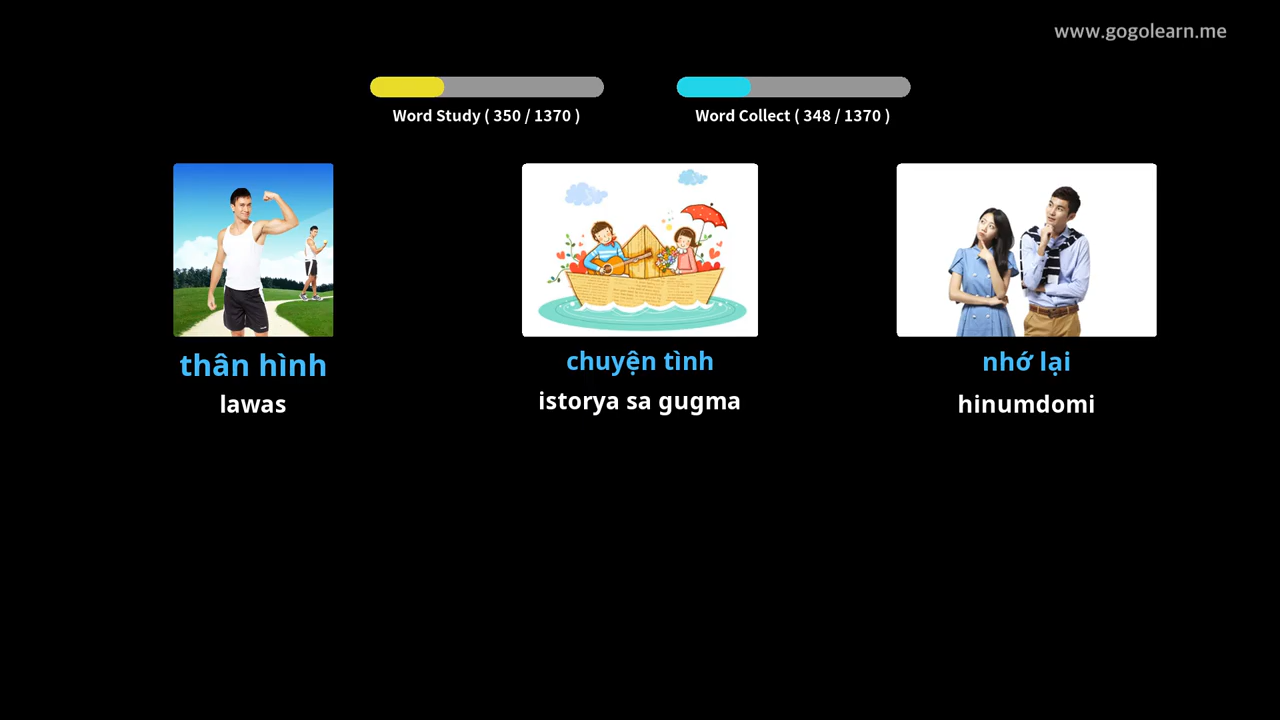 www.gogolearn.me
Word Study ( 350 / 1370 )
Word Collect ( 348 / 1370 )
thân hình
lawas
chuyện tình
istorya sa gugma
nhớ lại
hinumdomi